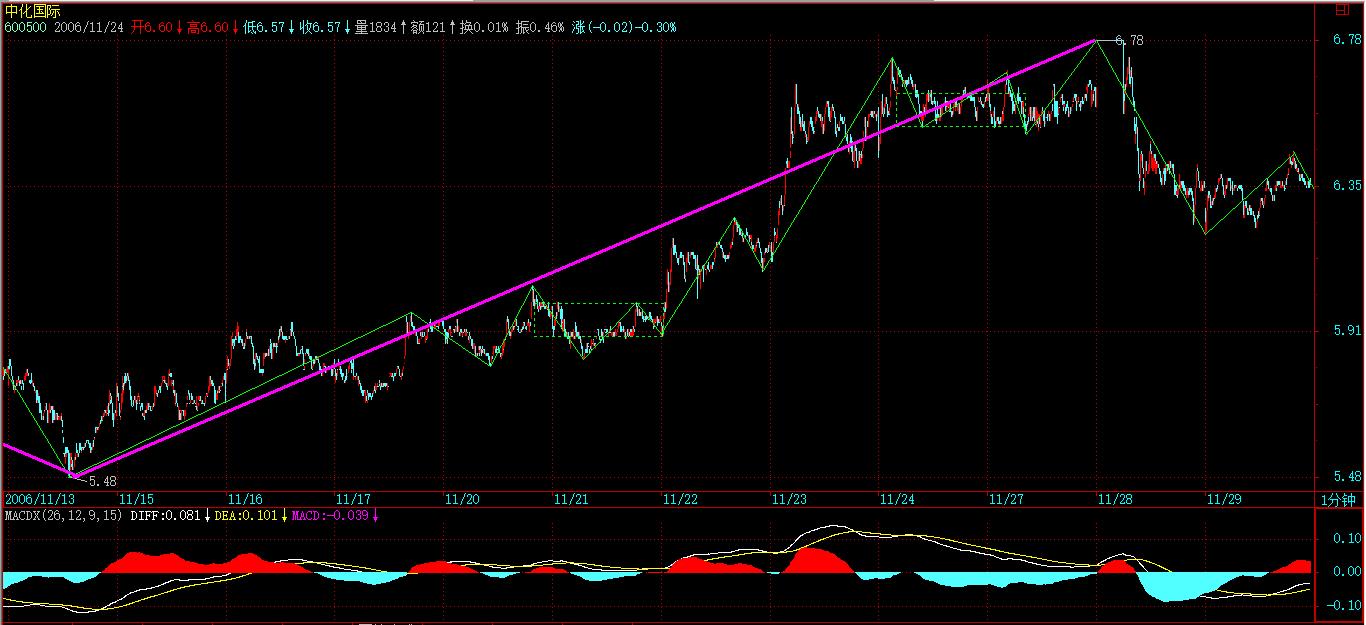 中化国际
600500 2006/11/24 开6.60↓高6.60↓低6.57↓收6.57↓量1834↑额121↑换0.01% 振0.46% 涨(-0.02)-0.30%
日
6.78
6.78
6.35
5.91
5.48
5.48
2006/11/13 11/15 11/16 11/17 11/20 11/21 11/22 11/23 11/24 11/27 11/28 11/29 1分钟
MACDX(26,12,9,15) DIFF:0.081↓DEA:0.101↓MACD:-0.039↓
0.10
0.00
-0.10